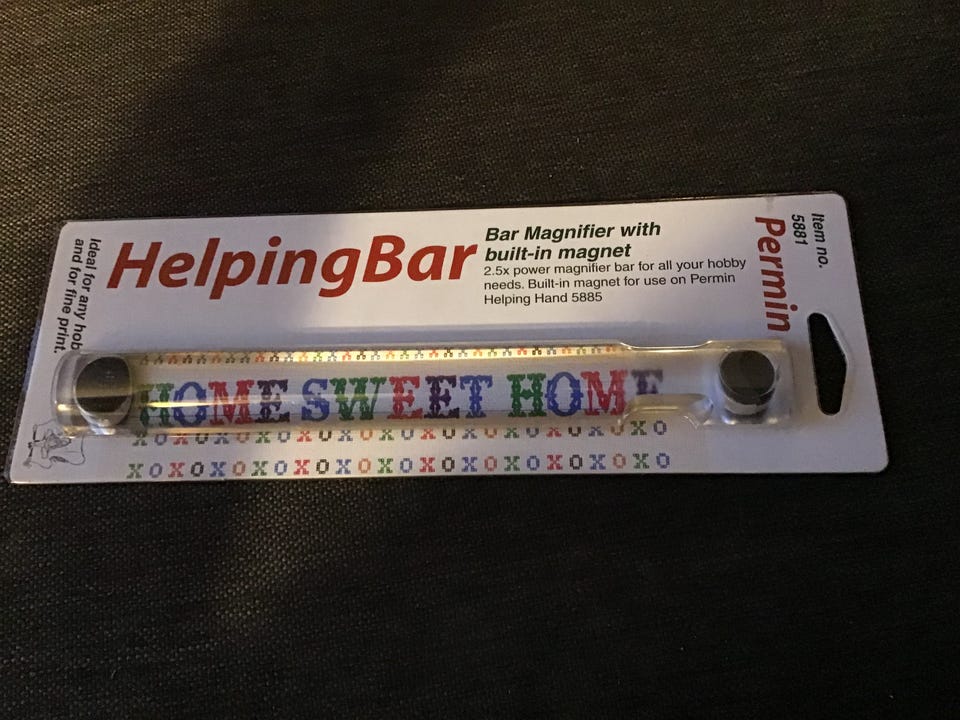 HelpingBar
Bar Magnifier with
built-in magnet
2.5x power magnifier bar for all your hobby
needs. Built-in magnet for use on Permin
Helping Hand 5885
Ideal for any hob
and for fine print.
Item no.
5881
Permin
HOME SWEET HOME
XOXOXOXOXOXOXOXOXOXOXOXOXO
XOXOXOXOXOXOXOXOXOXOXOXOXO